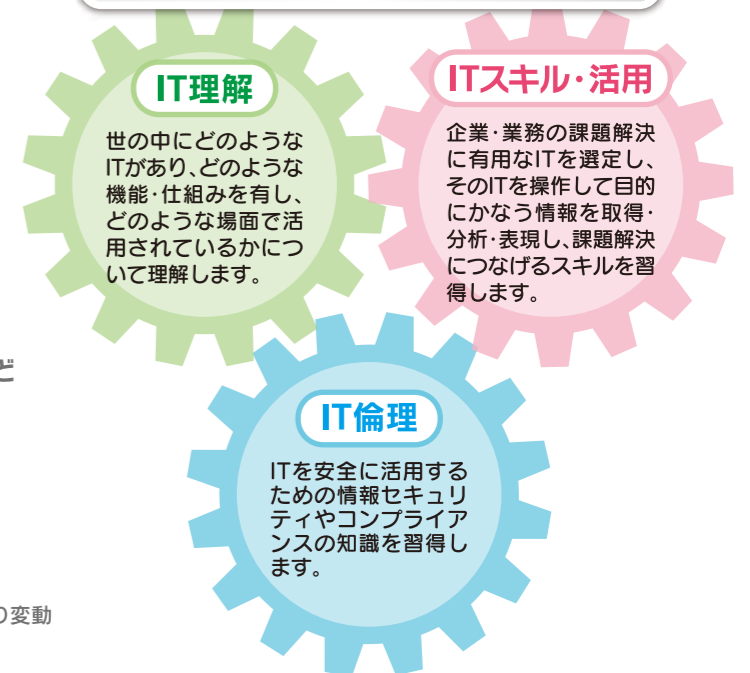 IT理解
世の中にどのような
ITがあり、どのような
機能・仕組みを有し、
どのような場面で活
用されているかにつ
いて理解します。
ITスキル・活用
企業・業務の課題解決
に有用なITを選定し、
そのITを操作して目的
にかなう情報を取得・
分析・表現し、課題解決
につなげるスキルを習
得します。
ど
IT倫理
ITを安全に活用する
ための情報セキュリ
ティやコンプライア
ンスの知識を習得し
ます。
り変動